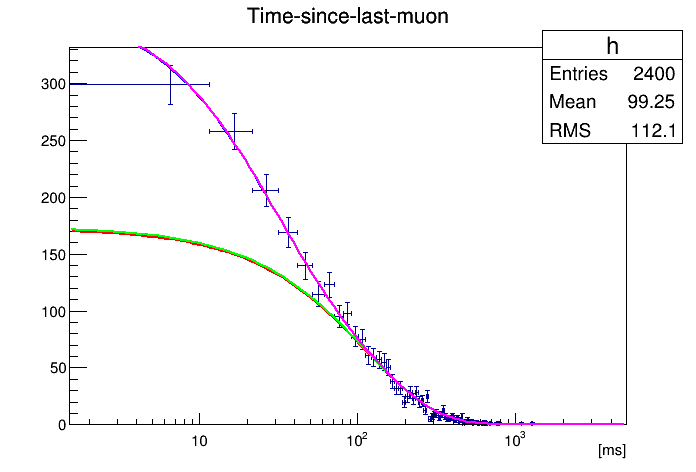 Time-since-last-muon
h
Entries 2400
Mean 99.25
RMS 112.1
300
250
200
150
100
50
0
10 10² 10³
[ms]